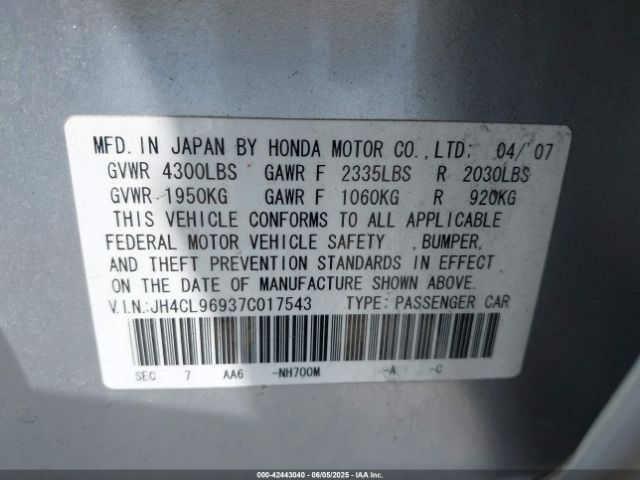 MFD. IN JAPAN BY HONDA MOTOR CO.,LTD; 04/'07
GVWR 4300LBS GAWR F 2335LBS R 2030LBS
GVWR 1950KG GAWR F 1060KG R 920KG
THIS VEHICLE CONFORMS TO ALL APPLICABLE
FEDERAL MOTOR VEHICLE SAFETY ,BUMPER,
AND THEFT PREVENTION STANDARDS IN EFFECT
ON THE DATE OF MANUFACTURE SHOWN ABOVE.
V.I.N:JH4CL96937C017543 TYPE:PASSENGER CAR
SEC 7 AA6 -NH700M -A -C
000-42443040 - 06/05/2025 - IAA, Inc.